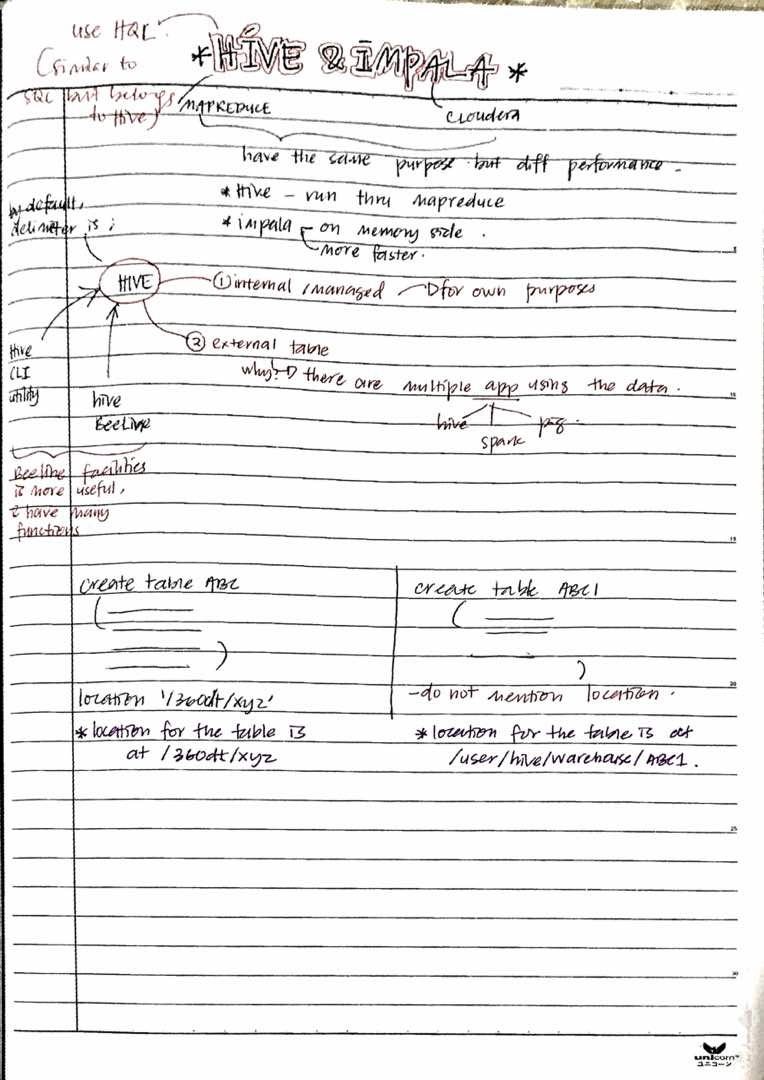 use HQL
(similar to
SQL but belongs
to Hive)
* HIVE & IMPALA *
MAPREDUCE
cloudera
have the same purpose but diff performance.
* Hive - run thru mapreduce
* impala - on memory side.
more faster.
by default,
delimeter is ;
HIVE
① internal / managed → for own purposes
② external table
why? → there are multiple app using the data.
hive
spark
pig
Hive
CLI
utility
hive
BeeLine
Beeline facilities
is more useful,
& have many
functions
create table ABC
(
)
location '/360dt/xyz'
* location for the table is
at /360dt/xyz
create table ABC1
(
)
- do not mention location.
* location for the table is at
/user/hive/warehouse/ABC1.
5
10
15
20
25
30
unicorn
ユニコーン